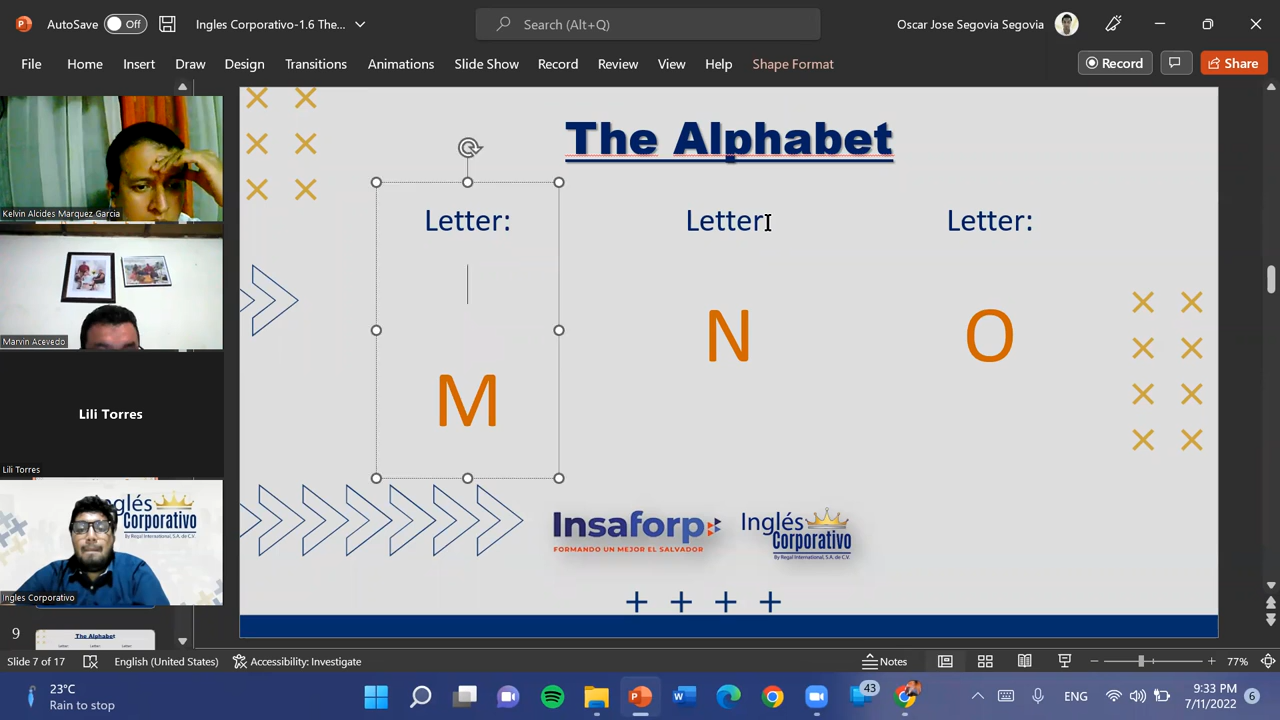 AutoSave Off Ingles Corporativo-1.6 The... Search (Alt+Q) Oscar Jose Segovia Segovia
File Home Insert Draw Design Transitions Animations Slide Show Record Review View Help Shape Format Record Share
The Alphabet
Letter: Letter: Letter:
M N O
Insaforp
FORMANDO UN MEJOR EL SALVADOR
Inglés
Corporativo
By Regal International, S.A. de C.V.
Kelvin Alcides Marquez Garcia
Marvin Acevedo
Lili Torres
Lili Torres
Inglés
Corporativo
By Regal International, S.A. de C.V.
Ingles Corporativo
9
The Alphabet
Slide 7 of 17 English (United States) Accessibility: Investigate Notes 77%
23°C
Rain to stop
43
ENG
9:33 PM
7/11/2022
6